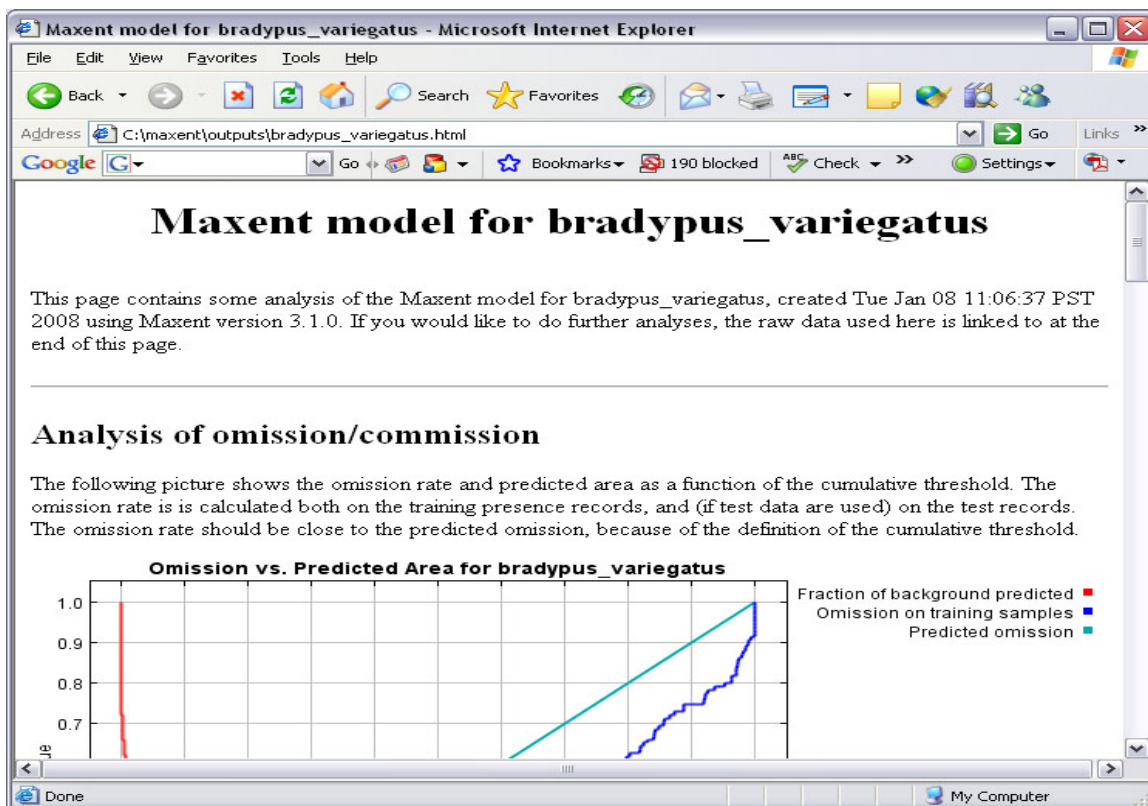 Maxent model for bradypus_variegatus - Microsoft Internet Explorer
File Edit View Favorites Tools Help
Back Search Favorites
Address C:\maxent\outputs\bradypus_variegatus.html Go Links »
Google G Go Bookmarks 190 blocked ABC Check » Settings
Maxent model for bradypus_variegatus
This page contains some analysis of the Maxent model for bradypus_variegatus, created Tue Jan 08 11:06:37 PST
2008 using Maxent version 3.1.0. If you would like to do further analyses, the raw data used here is linked to at the
end of this page.
Analysis of omission/commission
The following picture shows the omission rate and predicted area as a function of the cumulative threshold. The
omission rate is is calculated both on the training presence records, and (if test data are used) on the test records.
The omission rate should be close to the predicted omission, because of the definition of the cumulative threshold.
Omission vs. Predicted Area for bradypus_variegatus
Fraction of background predicted
Omission on training samples
Predicted omission
1.0
0.9
0.8
0.7
Done My Computer